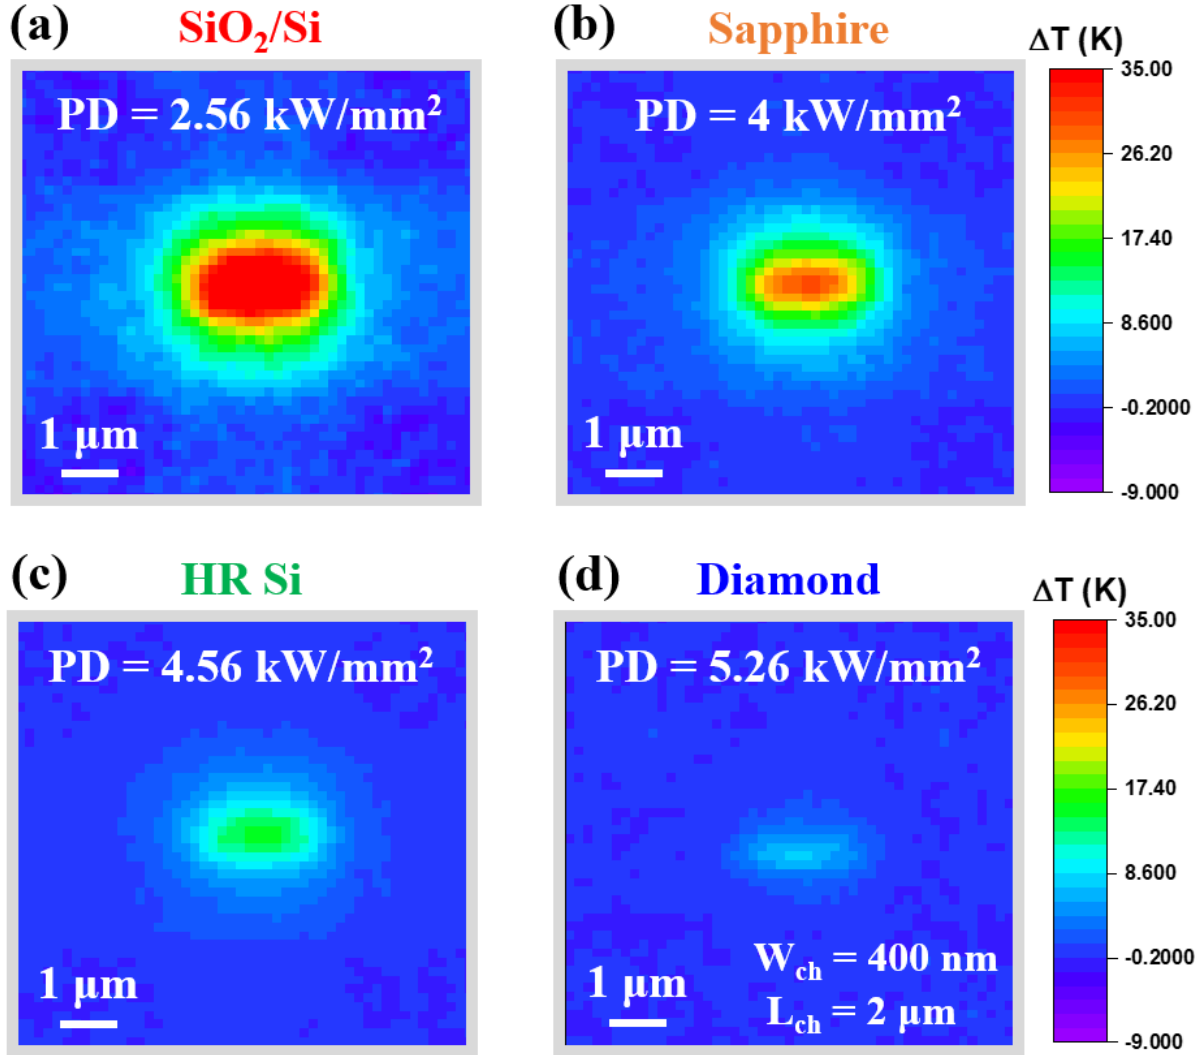 (a) SiO₂/Si
PD = 2.56 kW/mm²
1 μm
(b) Sapphire
PD = 4 kW/mm²
1 μm
ΔT (K)
35.00
26.20
17.40
8.600
-0.2000
-9.000
(c) HR Si
PD = 4.56 kW/mm²
1 μm
(d) Diamond
PD = 5.26 kW/mm²
W_ch = 400 nm
L_ch = 2 μm
1 μm
ΔT (K)
35.00
26.20
17.40
8.600
-0.2000
-9.000